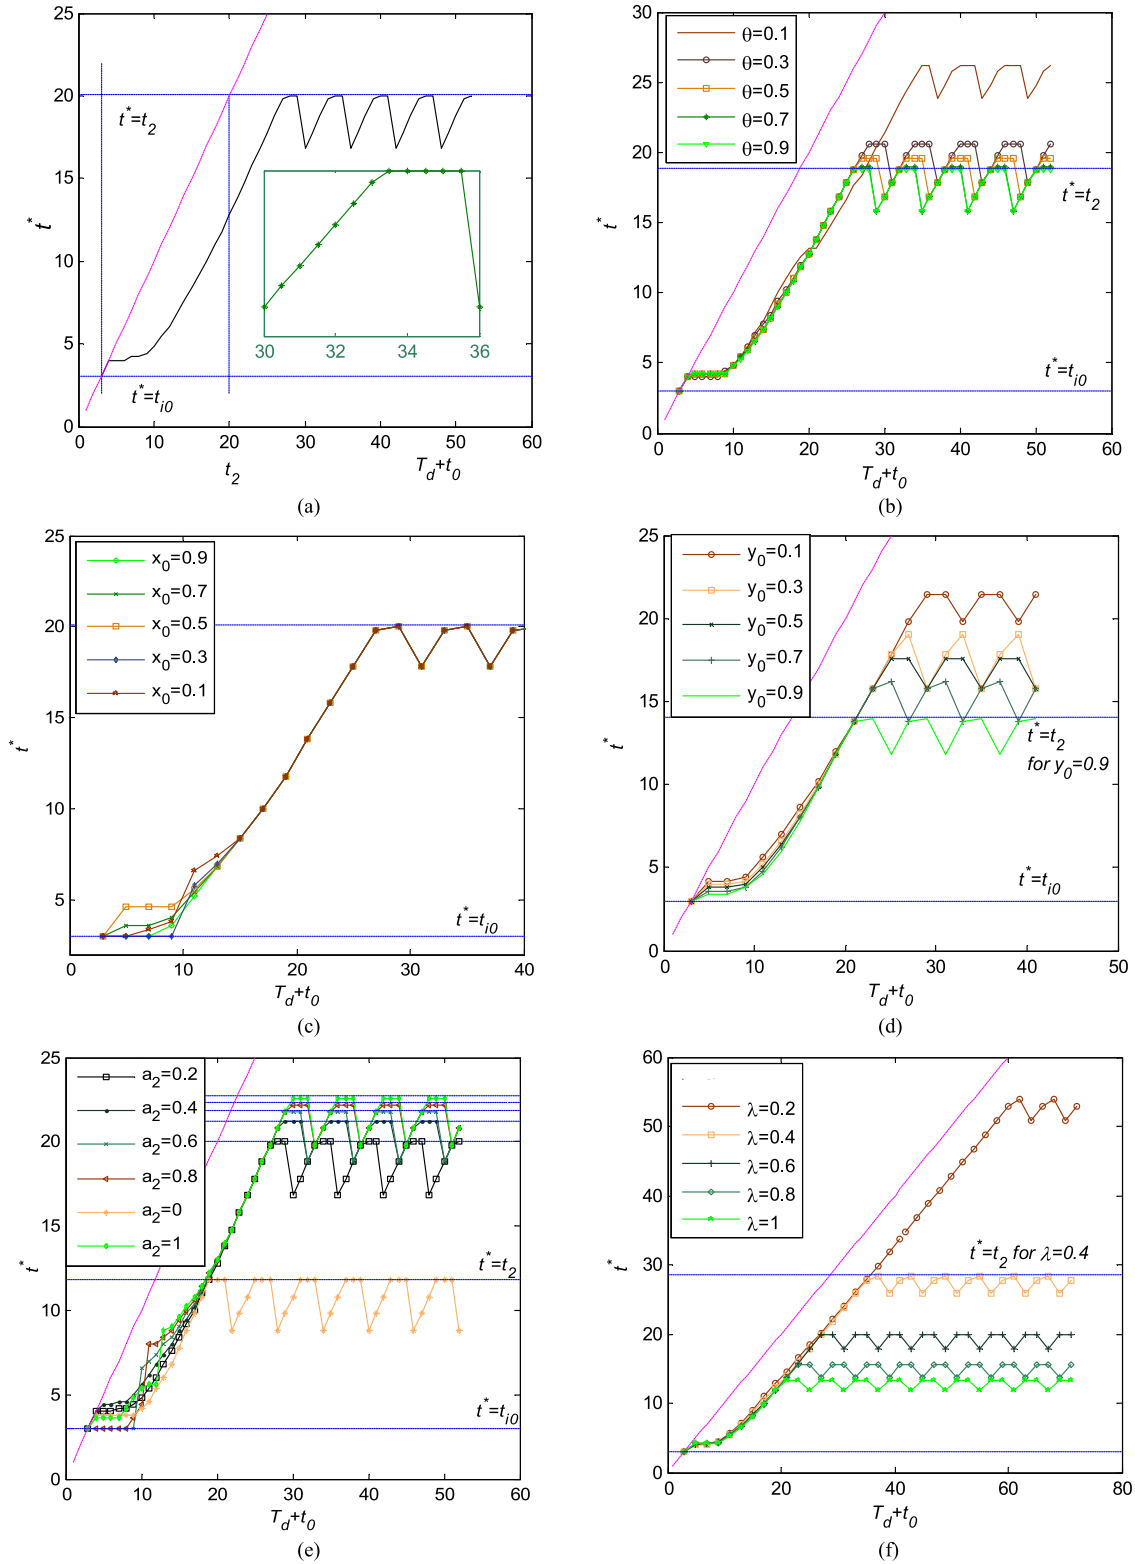 25
20
15
10
5
0
t*
t*=t2
t*=ti0
30 32 34 36
0 10 20 30 40 50 60
t2
Td+t0
(a)
30
25
20
15
10
5
0
t*
θ=0.1
θ=0.3
θ=0.5
θ=0.7
θ=0.9
t*=t2
t*=ti0
0 10 20 30 40 50 60
Td+t0
(b)
25
20
15
10
5
t*
x0=0.9
x0=0.7
x0=0.5
x0=0.3
x0=0.1
t*=ti0
0 10 20 30 40
Td+t0
(c)
25
20
15
10
5
0
t*
y0=0.1
y0=0.3
y0=0.5
y0=0.7
y0=0.9
t*=t2
for y0=0.9
t*=ti0
0 10 20 30 40 50
Td+t0
(d)
25
20
15
10
5
0
t*
a2=0.2
a2=0.4
a2=0.6
a2=0.8
a2=0
a2=1
t*=t2
t*=ti0
0 10 20 30 40 50 60
Td+t0
(e)
60
50
40
30
20
10
0
t*
λ=0.2
λ=0.4
λ=0.6
λ=0.8
λ=1
t*=t2 for λ=0.4
0 20 40 60 80
Td+t0
(f)